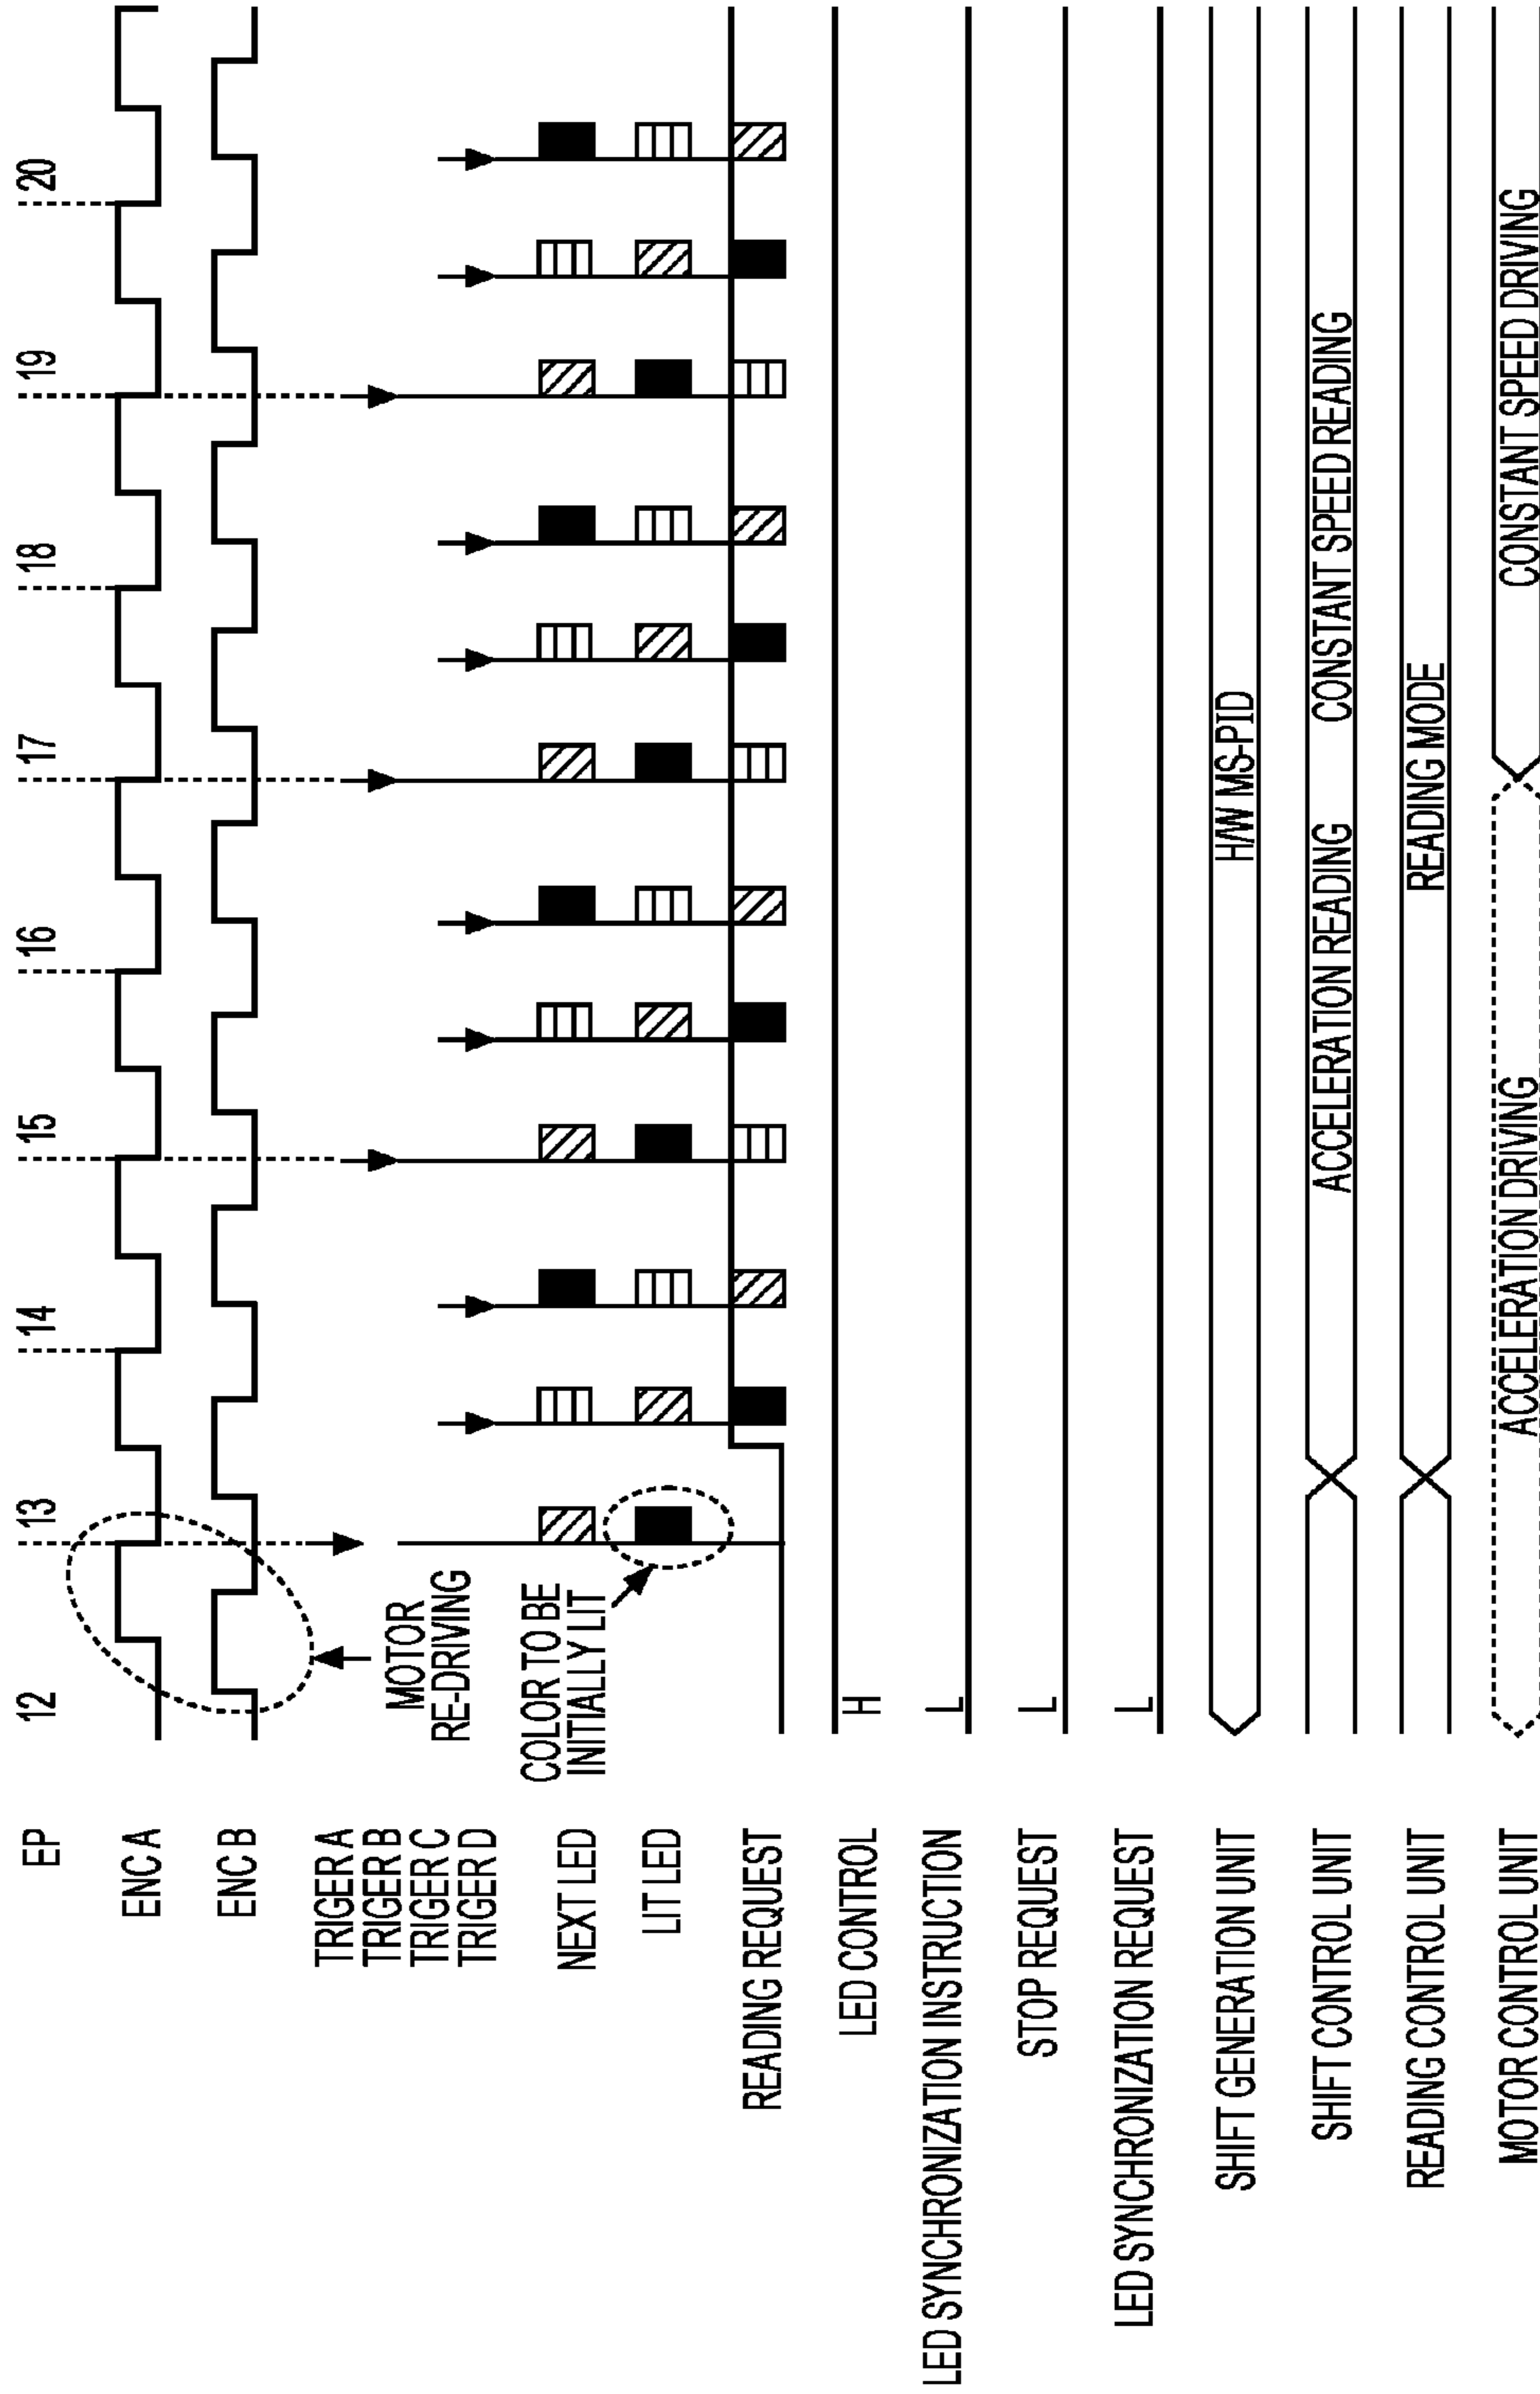 EP
12
13
14
15
16
17
18
19
20
ENC A
ENC B
TRIGER A
TRIGER B
TRIGER C
TRIGER D
MOTOR
RE-DRIVING
NEXT LED
COLOR TO BE
INITIALLY LIT
LIT LED
READING REQUEST
LED CONTROL
H
LED SYNCHRONIZATION INSTRUCTION
L
STOP REQUEST
L
LED SYNCHRONIZATION REQUEST
L
SHIFT GENERATION UNIT
H/W MS-PID
SHIFT CONTROL UNIT
ACCELERATION READING
CONSTANT SPEED READING
READING CONTROL UNIT
READING MODE
MOTOR CONTROL UNIT
ACCELERATION DRIVING
CONSTANT SPEED DRIVING